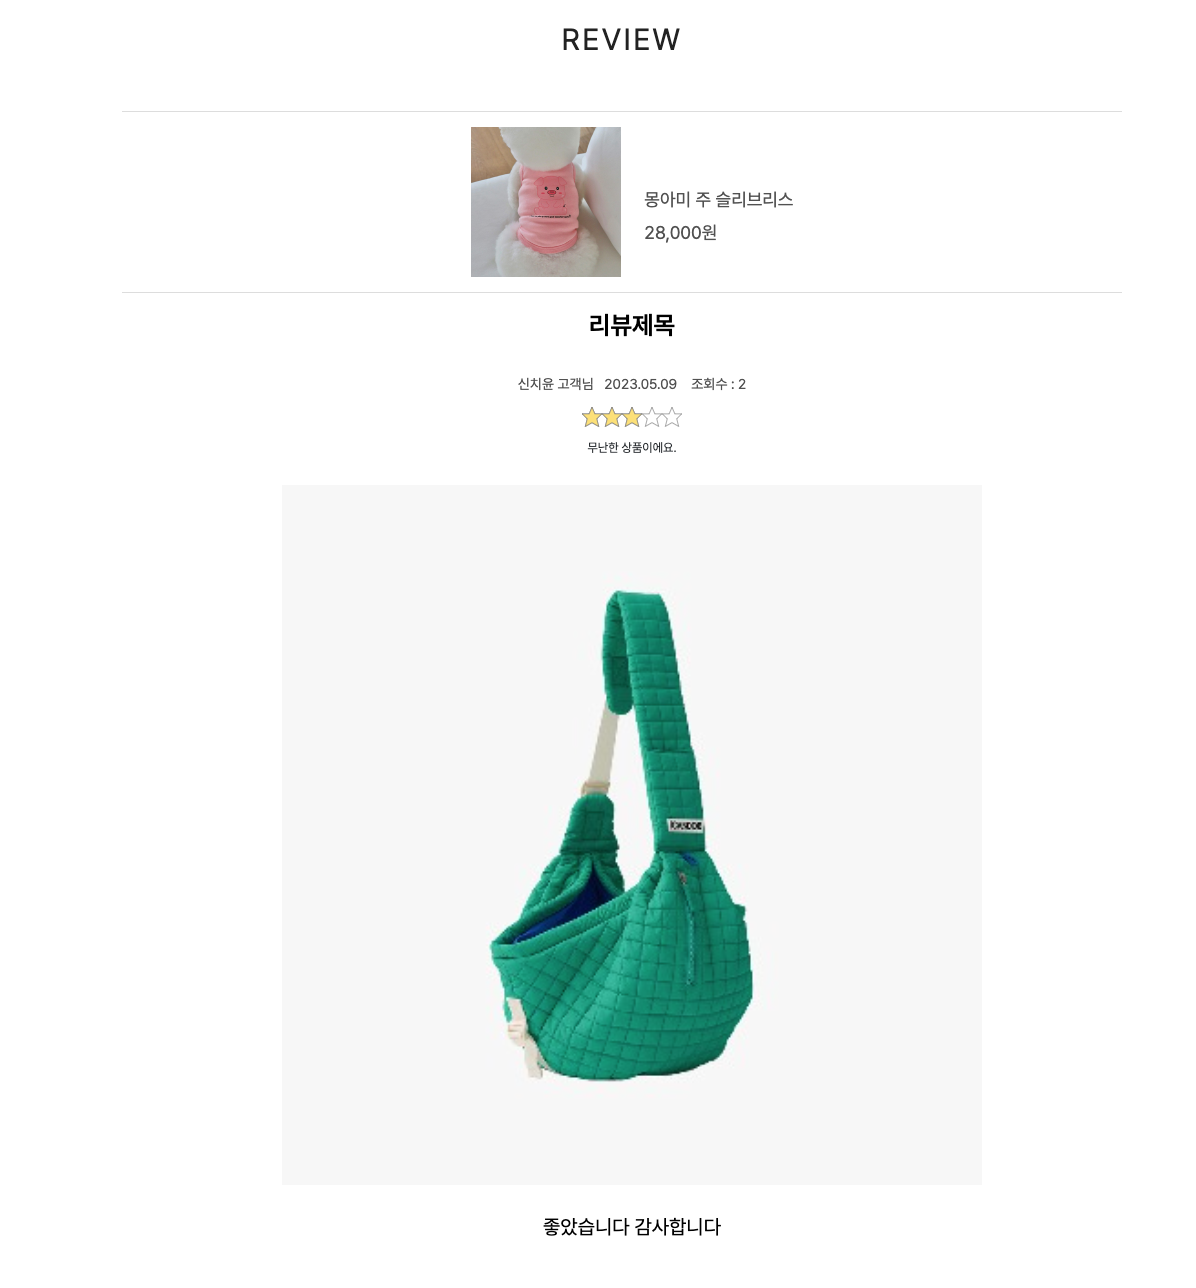 REVIEW
몽아미 주 슬리브리스
28,000원
리뷰제목
신치윤 고객님 2023.05.09 조회수 : 2
무난한 상품이에요.
좋았습니다 감사합니다